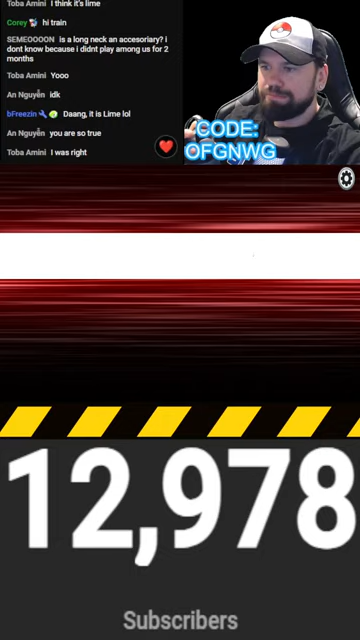 Toba Amini I think it's lime
Corey hi train
SEMEOOOON is a long neck an accesoriary? i
dont know because i didnt play among us for 2
months
Toba Amini Yooo
An Nguyễn idk
bFreezin Daang, it is Lime lol
An Nguyễn you are so true
Toba Amini I was right
CODE:
OFGNWG
12,978
Subscribers